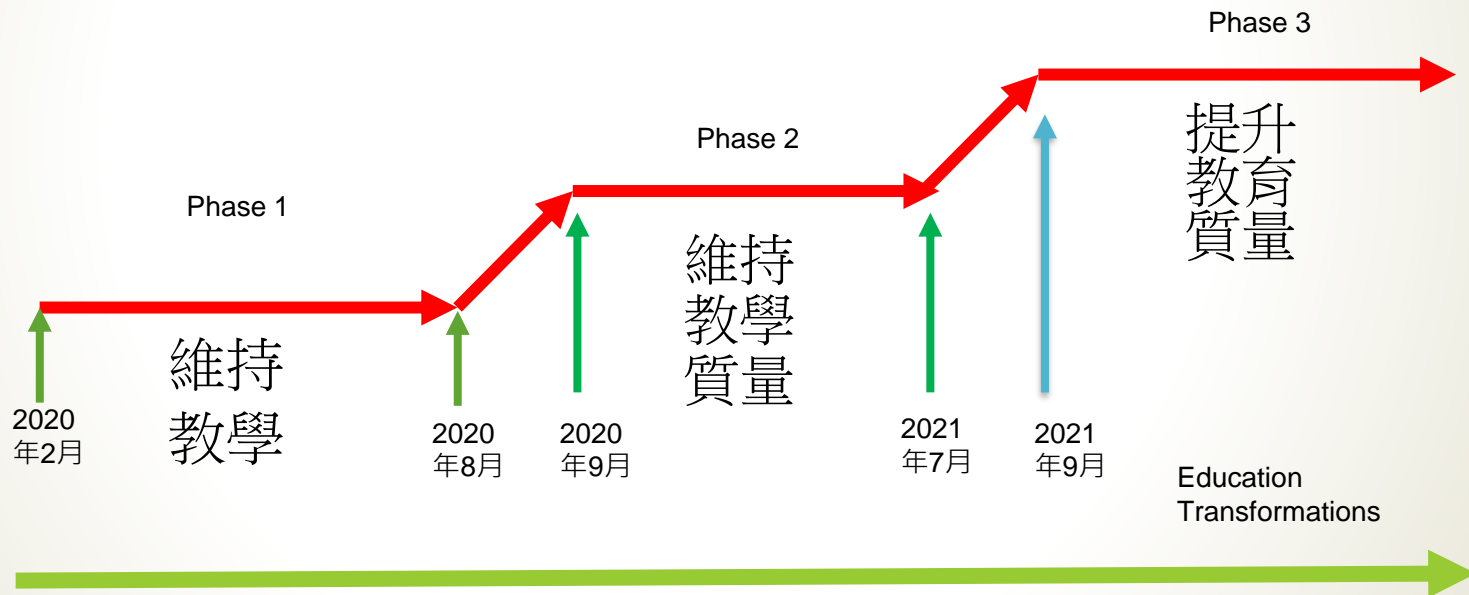 Phase 1
維持
教學
Phase 2
維持
教學
質量
Phase 3
提升
教育
質量
2020
年2月
2020
年8月
2020
年9月
2021
年7月
2021
年9月
Education
Transformations